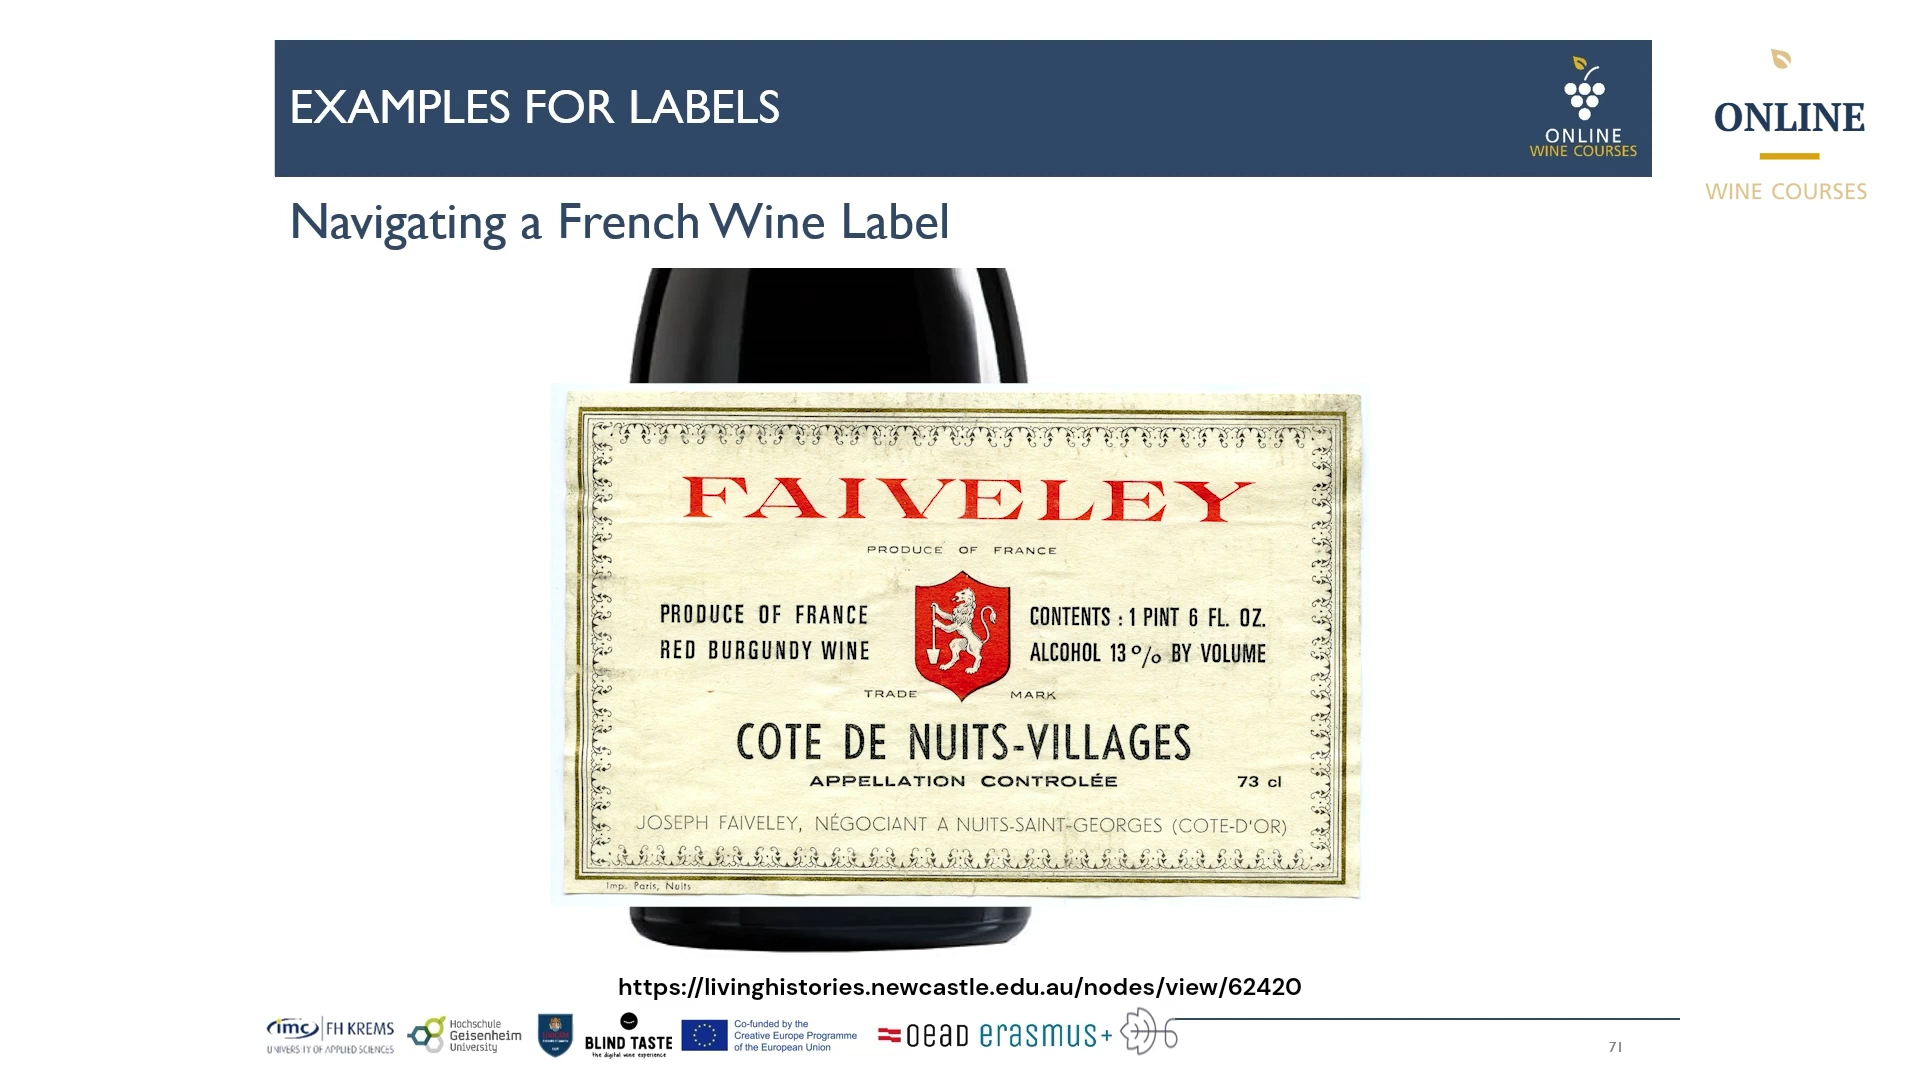 EXAMPLES FOR LABELS
ONLINE
WINE COURSES
ONLINE
WINE COURSES
Navigating a French Wine Label
FAIVELEY
PRODUCE OF FRANCE
PRODUCE OF FRANCE
RED BURGUNDY WINE
CONTENTS : 1 PINT 6 FL. OZ.
ALCOHOL 13 % BY VOLUME
TRADE MARK
COTE DE NUITS-VILLAGES
APPELLATION CONTROLÉE
73 cl
JOSEPH FAIVELEY, NÉGOCIANT A NUITS-SAINT-GEORGES (COTE-D'OR)
Imp. Paris, Nuits
https://livinghistories.newcastle.edu.au/nodes/view/62420
imc FH KREMS
UNIVERSITY OF APPLIED SCIENCES
Hochschule
Geisenheim
University
BLIND TASTE
the digital wine experience
Co-funded by the
Creative Europe Programme
of the European Union
oead erasmus+
71